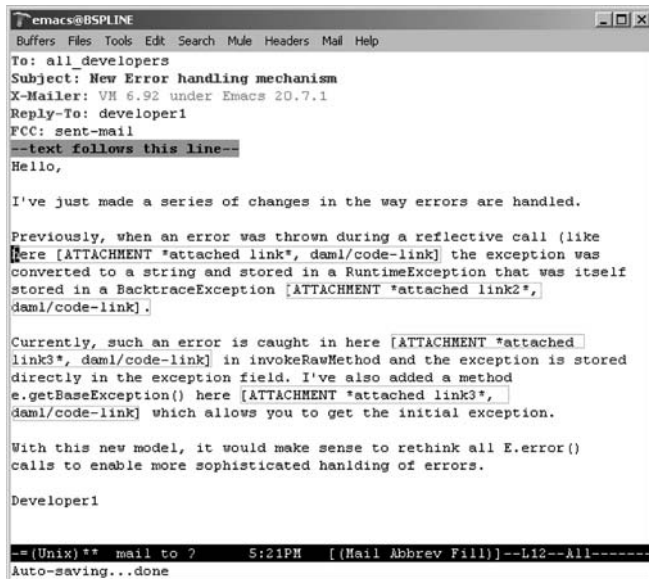 emacs@BSPLINE
Buffers Files Tools Edit Search Mule Headers Mail Help
To: all_developers
Subject: New Error handling mechanism
X-Mailer: VM 6.92 under Emacs 20.7.1
Reply-To: developer1
FCC: sent-mail
--text follows this line--
Hello,
I've just made a series of changes in the way errors are handled.
Previously, when an error was thrown during a reflective call (like
here [ATTACHMENT *attached link*, daml/code-link] the exception was
converted to a string and stored in a RuntimeException that was itself
stored in a BacktraceException [ATTACHMENT *attached link2*,
daml/code-link].
Currently, such an error is caught in here [ATTACHMENT *attached
link3*, daml/code-link] in invokeRawMethod and the exception is stored
directly in the exception field. I've also added a method
e.getBaseException() here [ATTACHMENT *attached link3*,
daml/code-link] which allows you to get the initial exception.
With this new model, it would make sense to rethink all E.error()
calls to enable more sophisticated hanlding of errors.
Developer1
-=(Unix)** mail to ? 5:21PM [(Mail Abbrev Fill)]--L12--All-------
Auto-saving...done